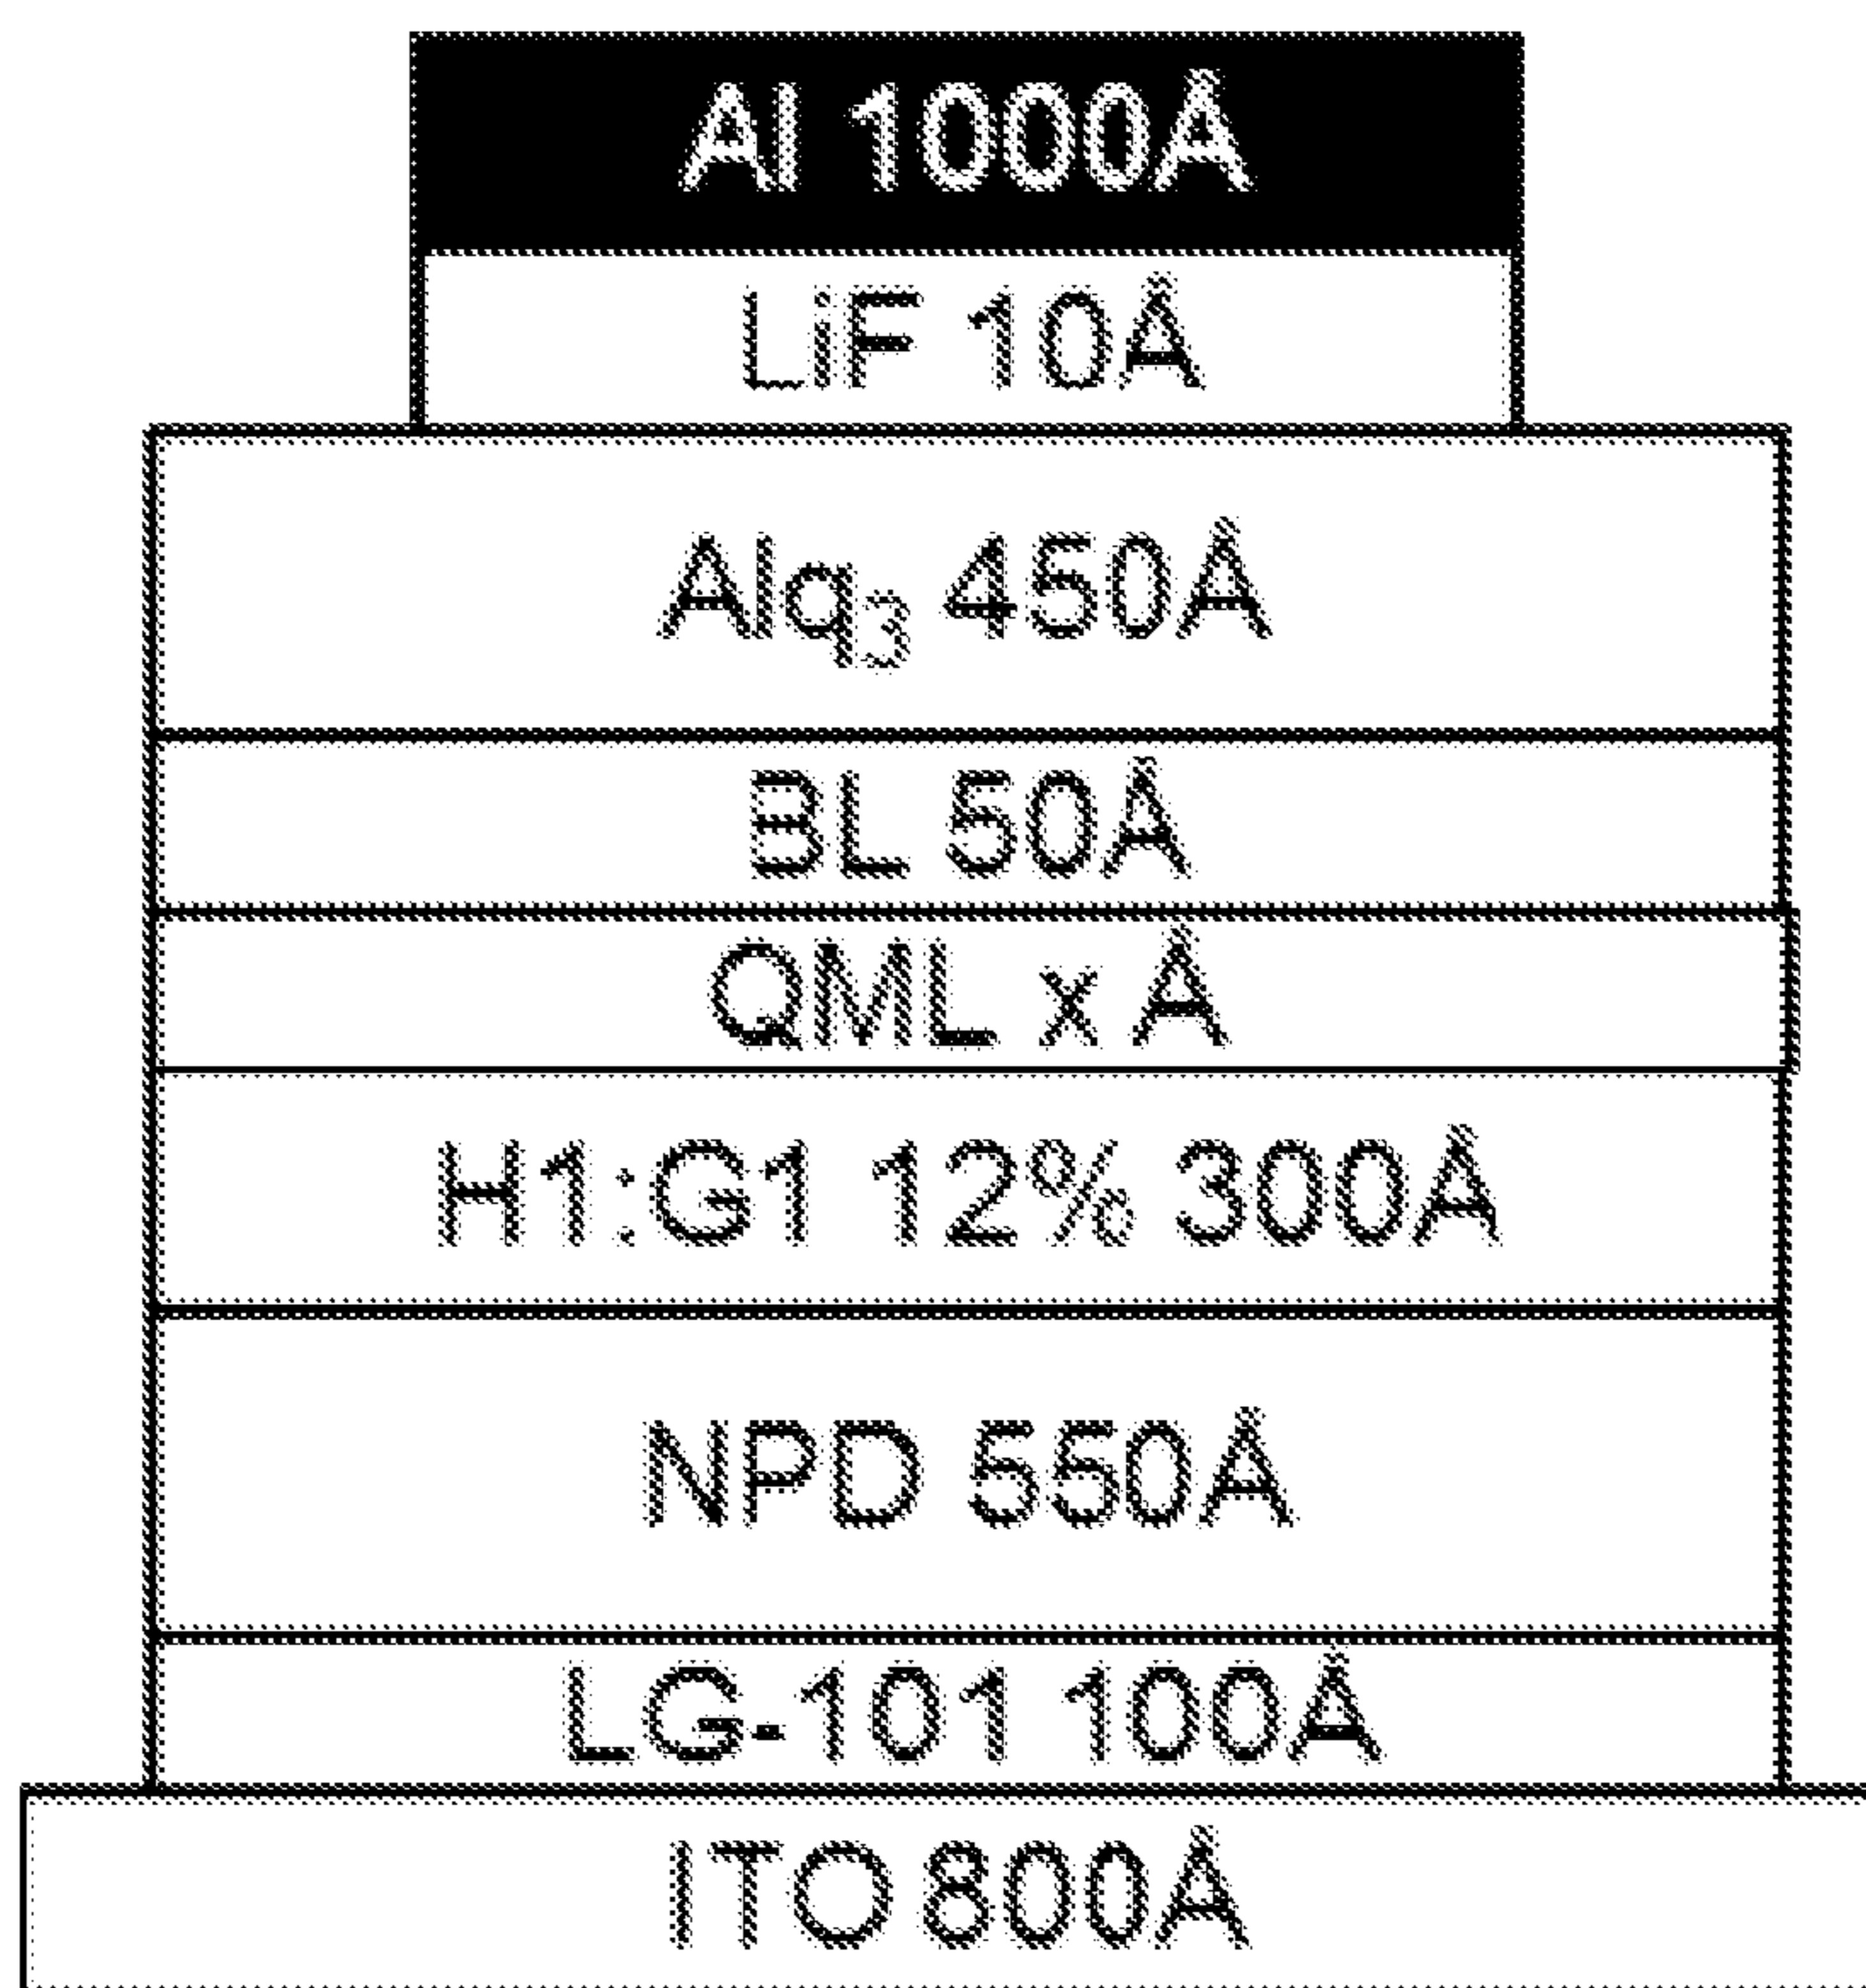 Al 1000Å
LiF 10Å
Alq₃ 450Å
BL 50Å
QML x Å
H1:G1 12% 300Å
NPD 550Å
LG-101 100Å
ITO 800Å